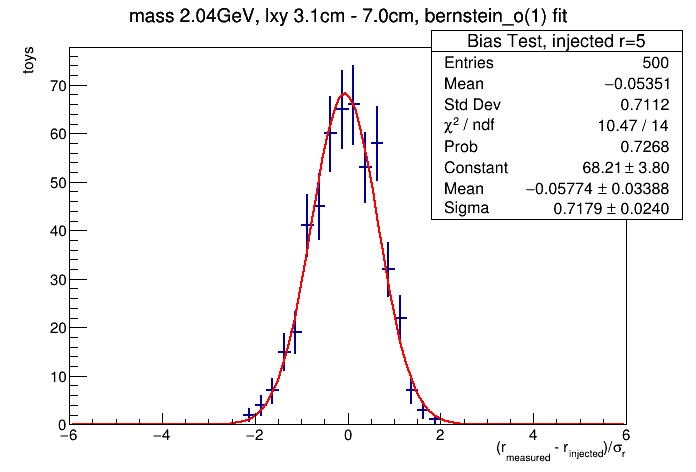 mass 2.04GeV, lxy 3.1cm - 7.0cm, bernstein_o(1) fit
toys
Bias Test, injected r=5
Entries 500
Mean −0.05351
Std Dev 0.7112
χ² / ndf 10.47 / 14
Prob 0.7268
Constant 68.21 ± 3.80
Mean −0.05774 ± 0.03388
Sigma 0.7179 ± 0.0240
70
60
50
40
30
20
10
0
−6 −4 −2 0 2 4 6
(r_measured - r_injected)/σ_r